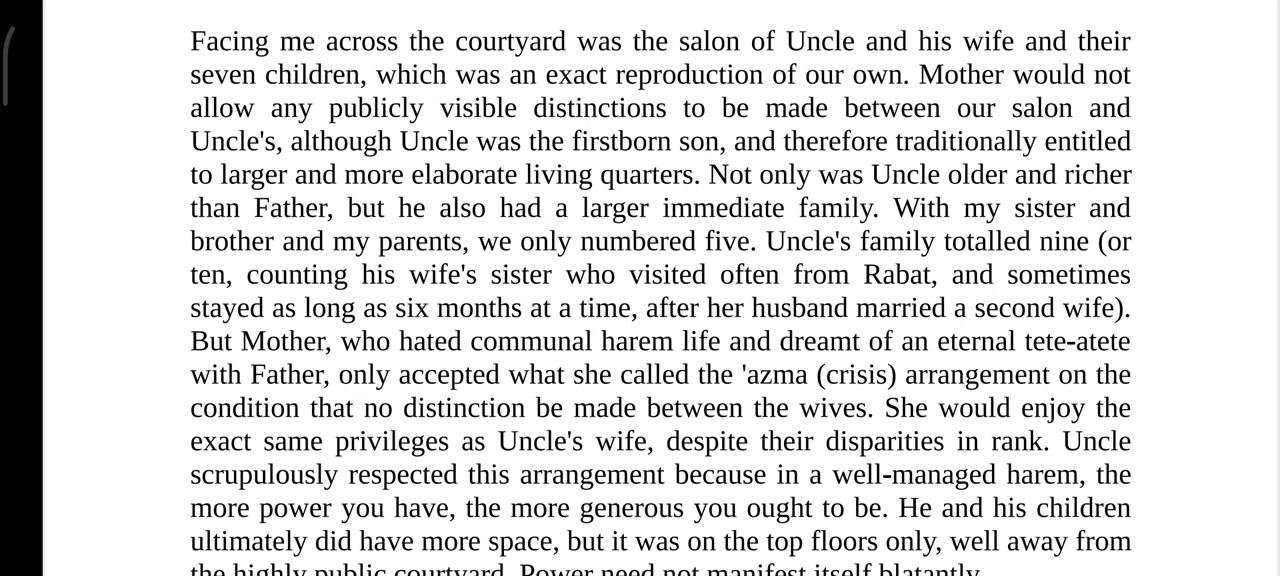 Facing me across the courtyard was the salon of Uncle and his wife and their
seven children, which was an exact reproduction of our own. Mother would not
allow any publicly visible distinctions to be made between our salon and
Uncle's, although Uncle was the firstborn son, and therefore traditionally entitled
to larger and more elaborate living quarters. Not only was Uncle older and richer
than Father, but he also had a larger immediate family. With my sister and
brother and my parents, we only numbered five. Uncle's family totalled nine (or
ten, counting his wife's sister who visited often from Rabat, and sometimes
stayed as long as six months at a time, after her husband married a second wife).
But Mother, who hated communal harem life and dreamt of an eternal tete-atete
with Father, only accepted what she called the 'azma (crisis) arrangement on the
condition that no distinction be made between the wives. She would enjoy the
exact same privileges as Uncle's wife, despite their disparities in rank. Uncle
scrupulously respected this arrangement because in a well-managed harem, the
more power you have, the more generous you ought to be. He and his children
ultimately did have more space, but it was on the top floors only, well away from
the highly public courtyard. Power need not manifest itself blatantly.